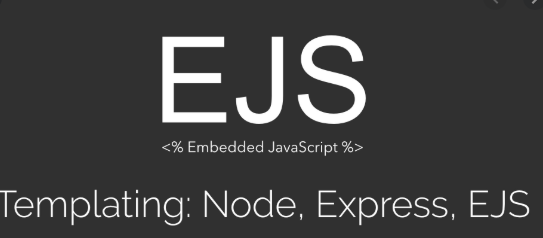 EJS
<% Embedded JavaScript %>
Templating: Node, Express, EJS